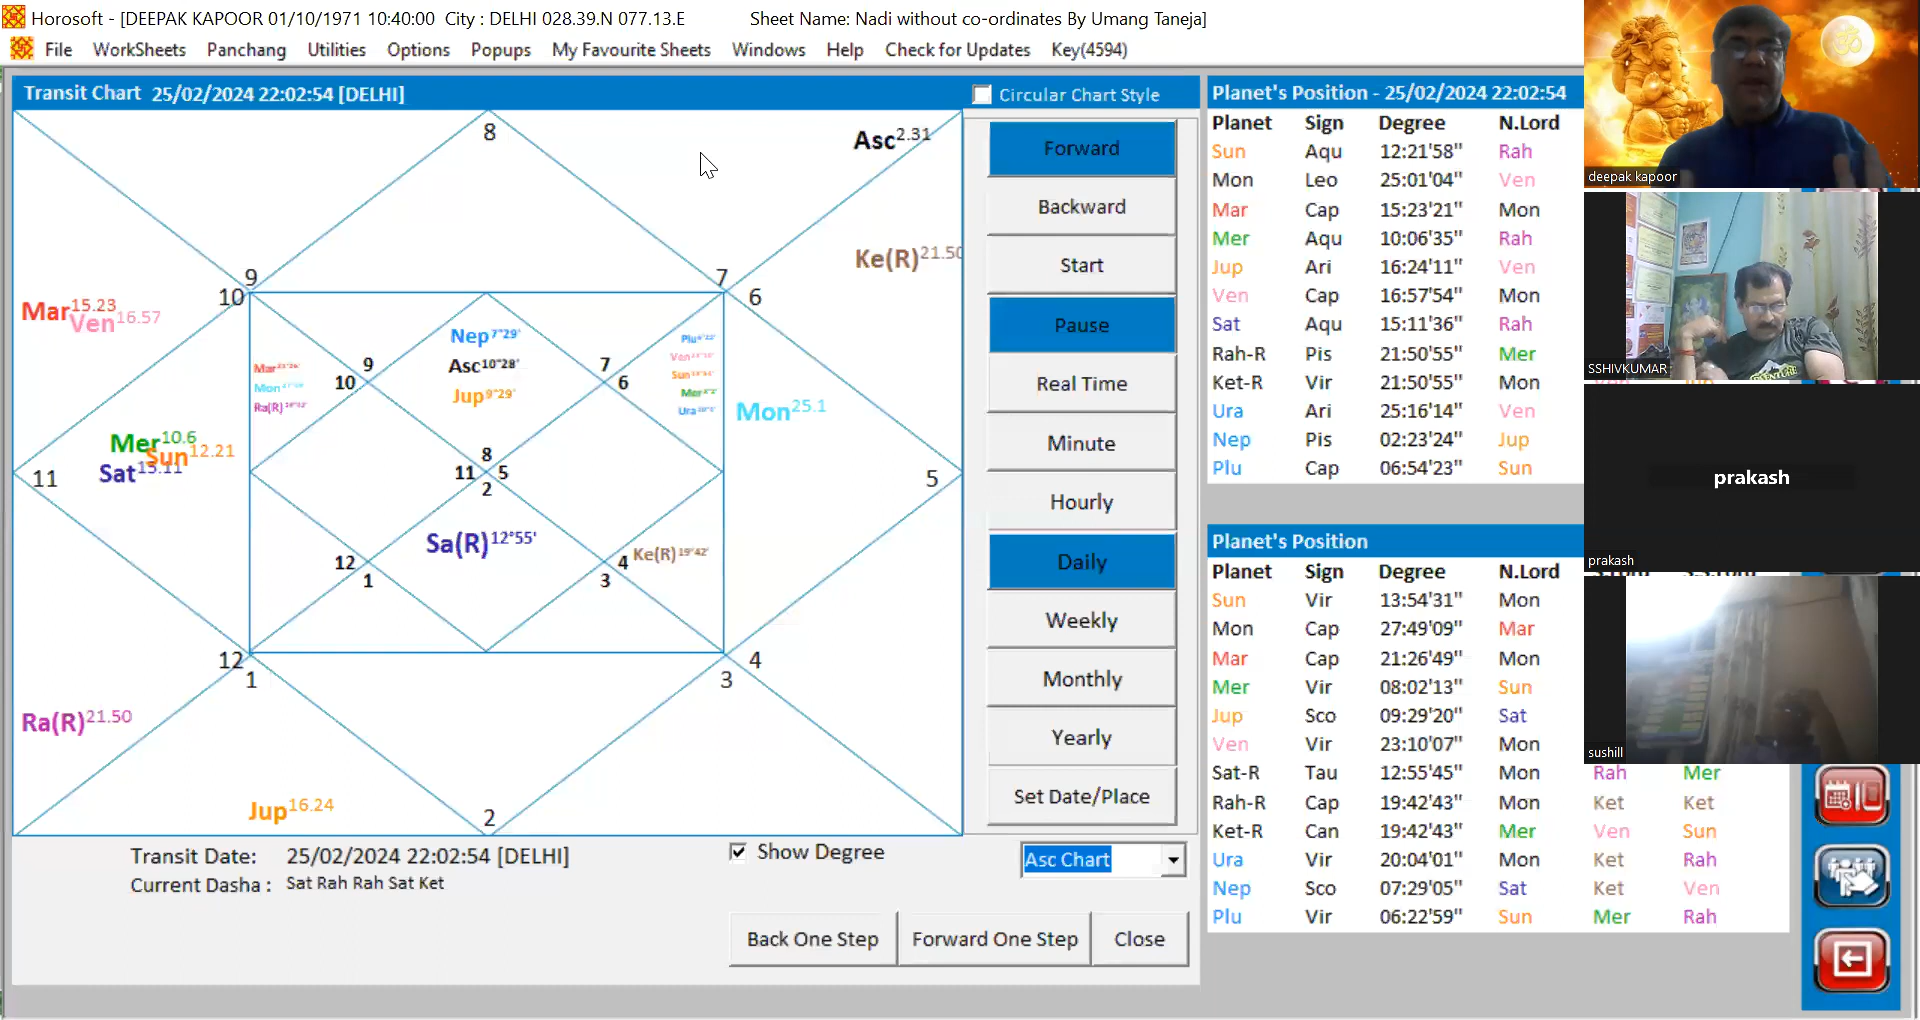 Horosoft - [DEEPAK KAPOOR 01/10/1971 10:40:00 City : DELHI 028.39.N 077.13.E Sheet Name: Nadi without co-ordinates By Umang Taneja]
File WorkSheets Panchang Utilities Options Popups My Favourite Sheets Windows Help Check for Updates Key(4594)
Transit Chart 25/02/2024 22:02:54 [DELHI]
Circular Chart Style
8
Asc2.31
Ke(R)21.50
9
10
7
6
Mar15.23
Ven16.57
Nep7°29'
Asc10°28'
Jup9°29'
9
10
7
6
Mon25.1
Mer10.6
Sun12.21
Sat15.11
8
11 5
2
11
5
Sa(R)12°55'
Ke(R)19°42'
12
1
4
3
12
1
4
3
Ra(R)21.50
Jup16.24
2
Forward
Backward
Start
Pause
Real Time
Minute
Hourly
Daily
Weekly
Monthly
Yearly
Set Date/Place
Transit Date: 25/02/2024 22:02:54 [DELHI]
Current Dasha : Sat Rah Rah Sat Ket
Show Degree
Asc Chart
Back One Step Forward One Step Close
Planet's Position - 25/02/2024 22:02:54
Planet Sign Degree N.Lord
Sun Aqu 12:21'58" Rah
Mon Leo 25:01'04" Ven
Mar Cap 15:23'21" Mon
Mer Aqu 10:06'35" Rah
Jup Ari 16:24'11" Ven
Ven Cap 16:57'54" Mon
Sat Aqu 15:11'36" Rah
Rah-R Pis 21:50'55" Mer
Ket-R Vir 21:50'55" Mon
Ura Ari 25:16'14" Ven
Nep Pis 02:23'24" Jup
Plu Cap 06:54'23" Sun
Planet's Position
Planet Sign Degree N.Lord
Sun Vir 13:54'31" Mon
Mon Cap 27:49'09" Mar
Mar Cap 21:26'49" Mon
Mer Vir 08:02'13" Sun
Jup Sco 09:29'20" Sat
Ven Vir 23:10'07" Mon
Sat-R Tau 12:55'45" Mon Rah Mer
Rah-R Cap 19:42'43" Mon Ket Ket
Ket-R Can 19:42'43" Mer Ven Sun
Ura Vir 20:04'01" Mon Ket Rah
Nep Sco 07:29'05" Sat Ket Ven
Plu Vir 06:22'59" Sun Mer Rah
deepak kapoor
SSHIVKUMAR
prakash
prakash
sushill